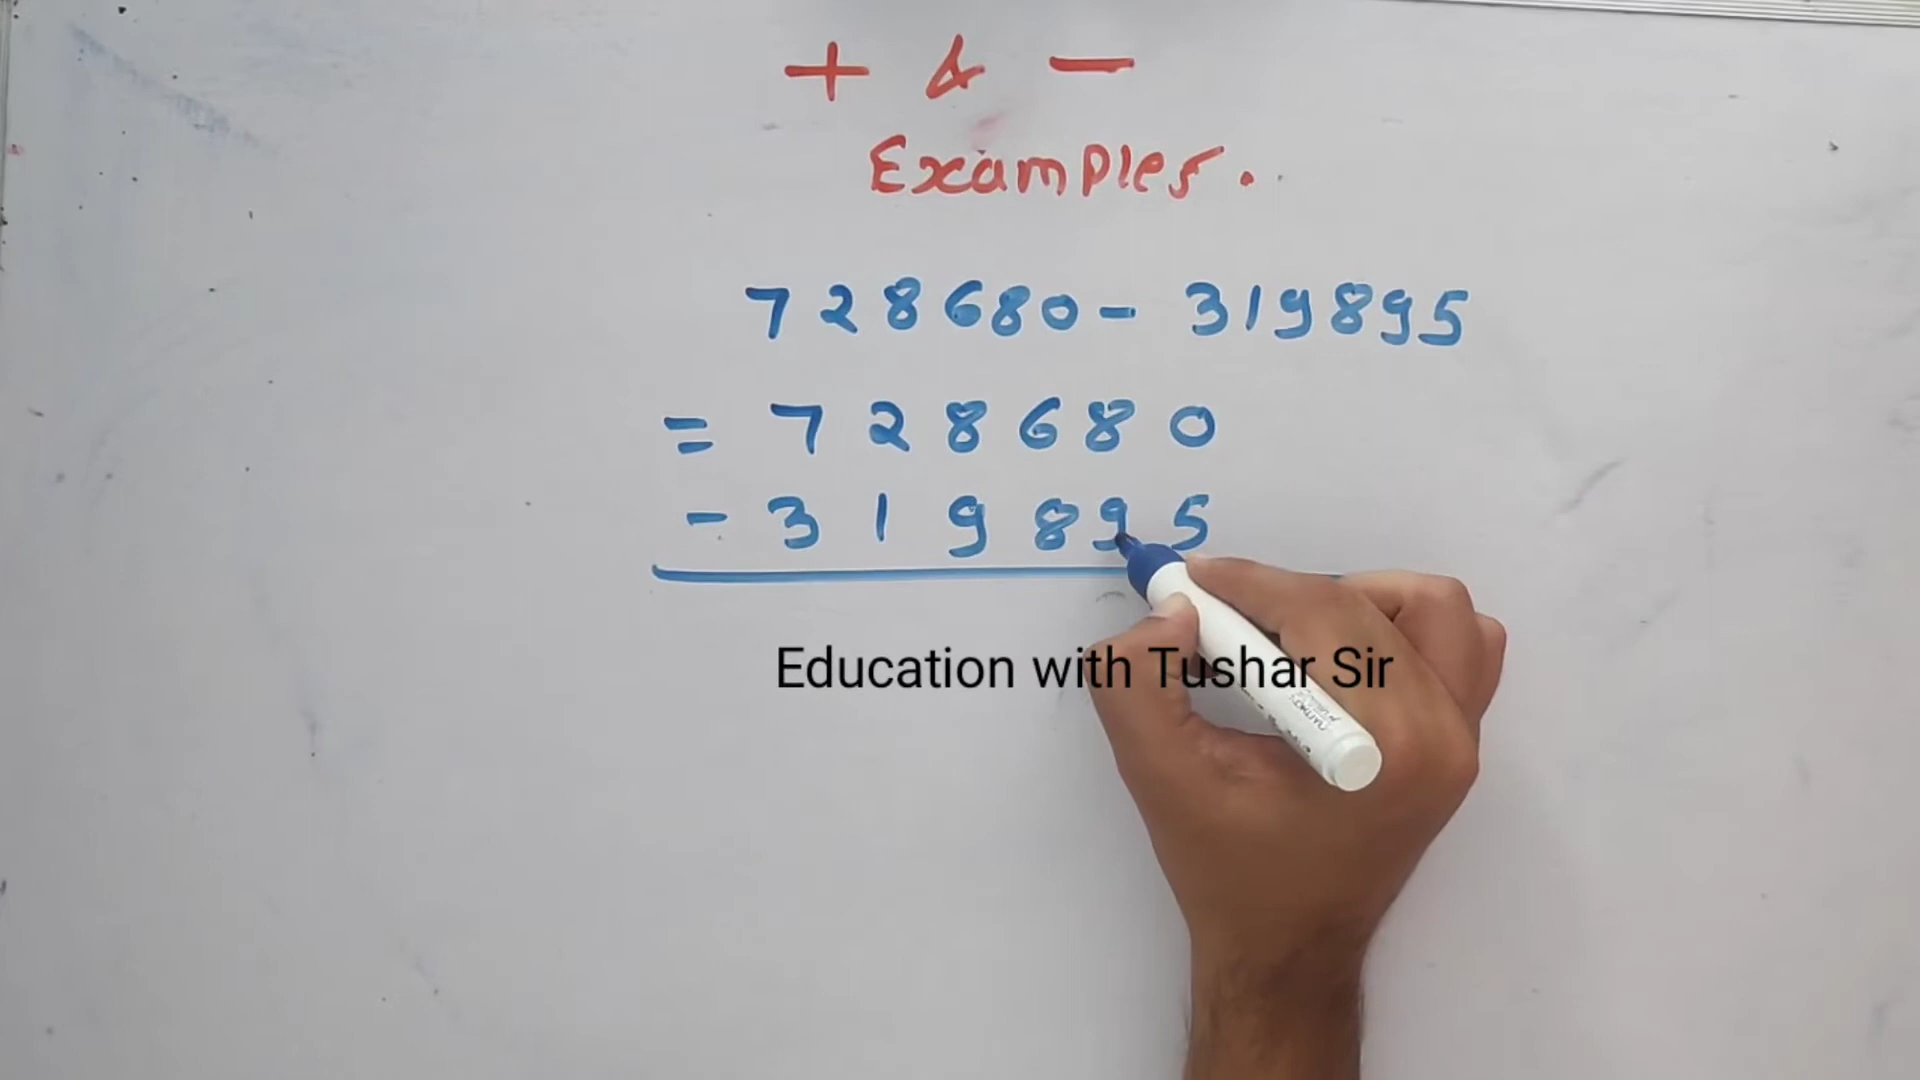 + & -
Examples.
728680 - 319895
= 728680
- 319895
Education with Tushar Sir